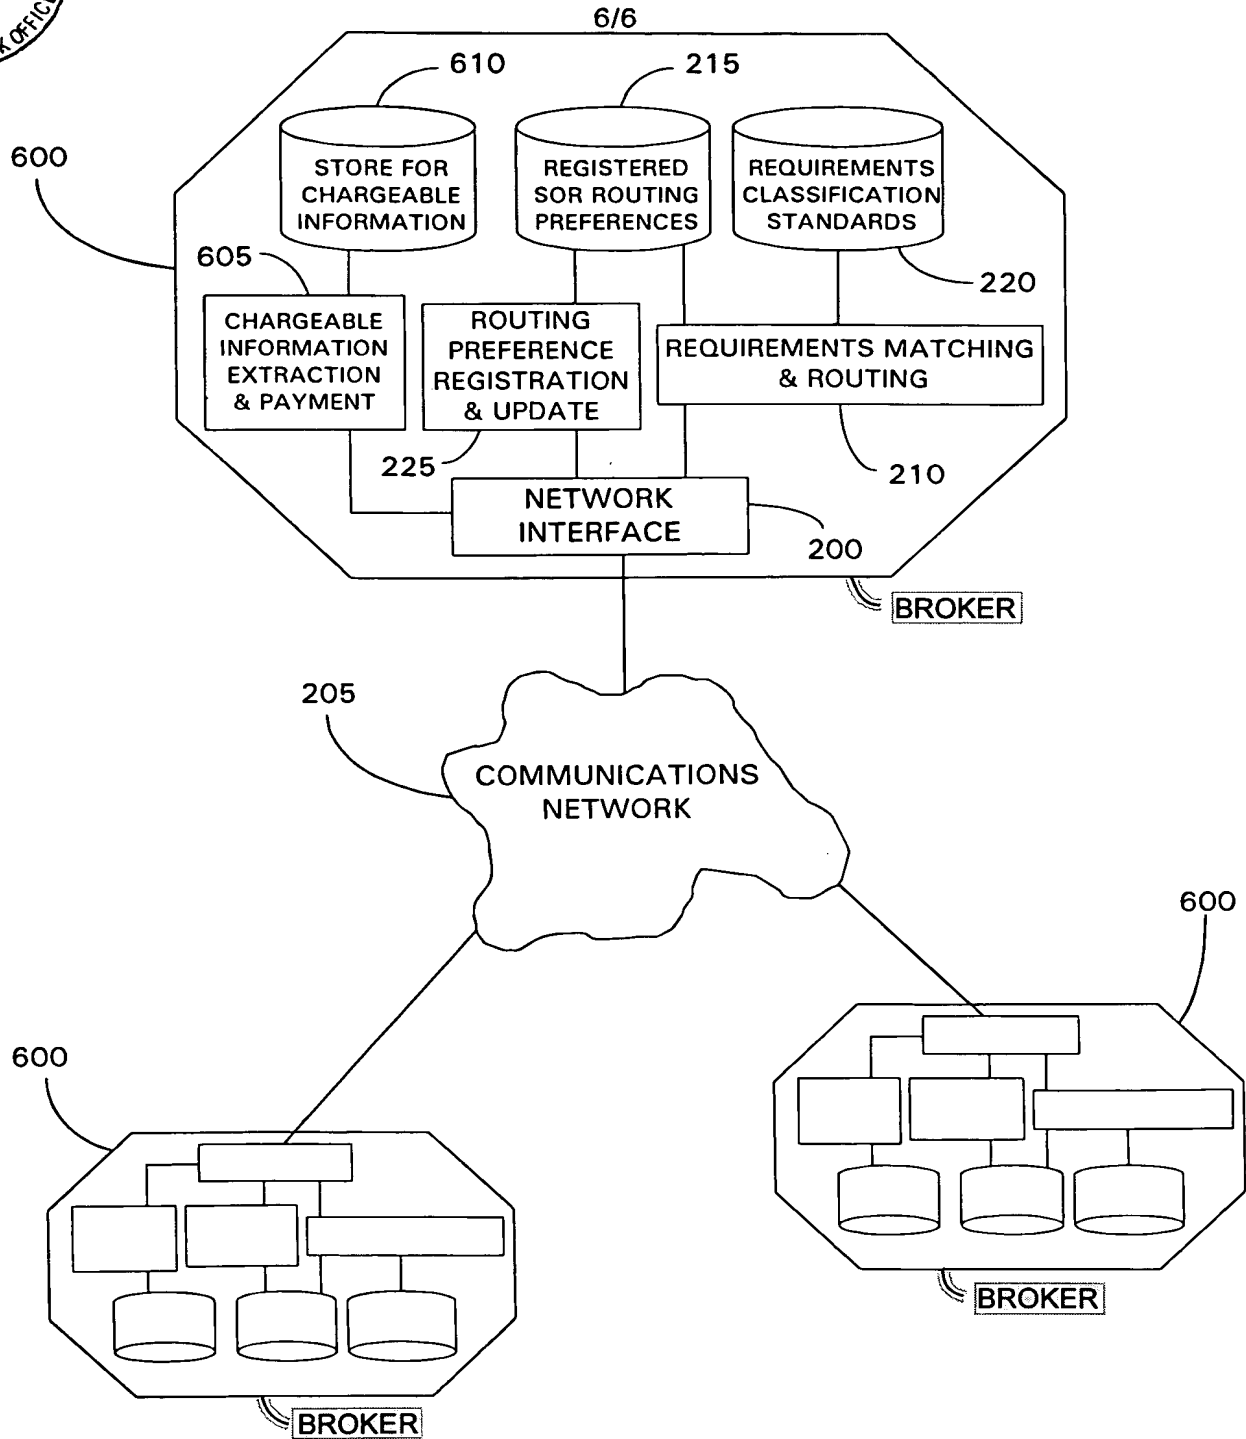 K OFFICE
6/6
610
215
600
STORE FOR
CHARGEABLE
INFORMATION
REGISTERED
SOR ROUTING
PREFERENCES
REQUIREMENTS
CLASSIFICATION
STANDARDS
605
220
CHARGEABLE
INFORMATION
EXTRACTION
& PAYMENT
ROUTING
PREFERENCE
REGISTRATION
& UPDATE
REQUIREMENTS MATCHING
& ROUTING
225
210
NETWORK
INTERFACE
200
BROKER
205
COMMUNICATIONS
NETWORK
600
600
BROKER
BROKER